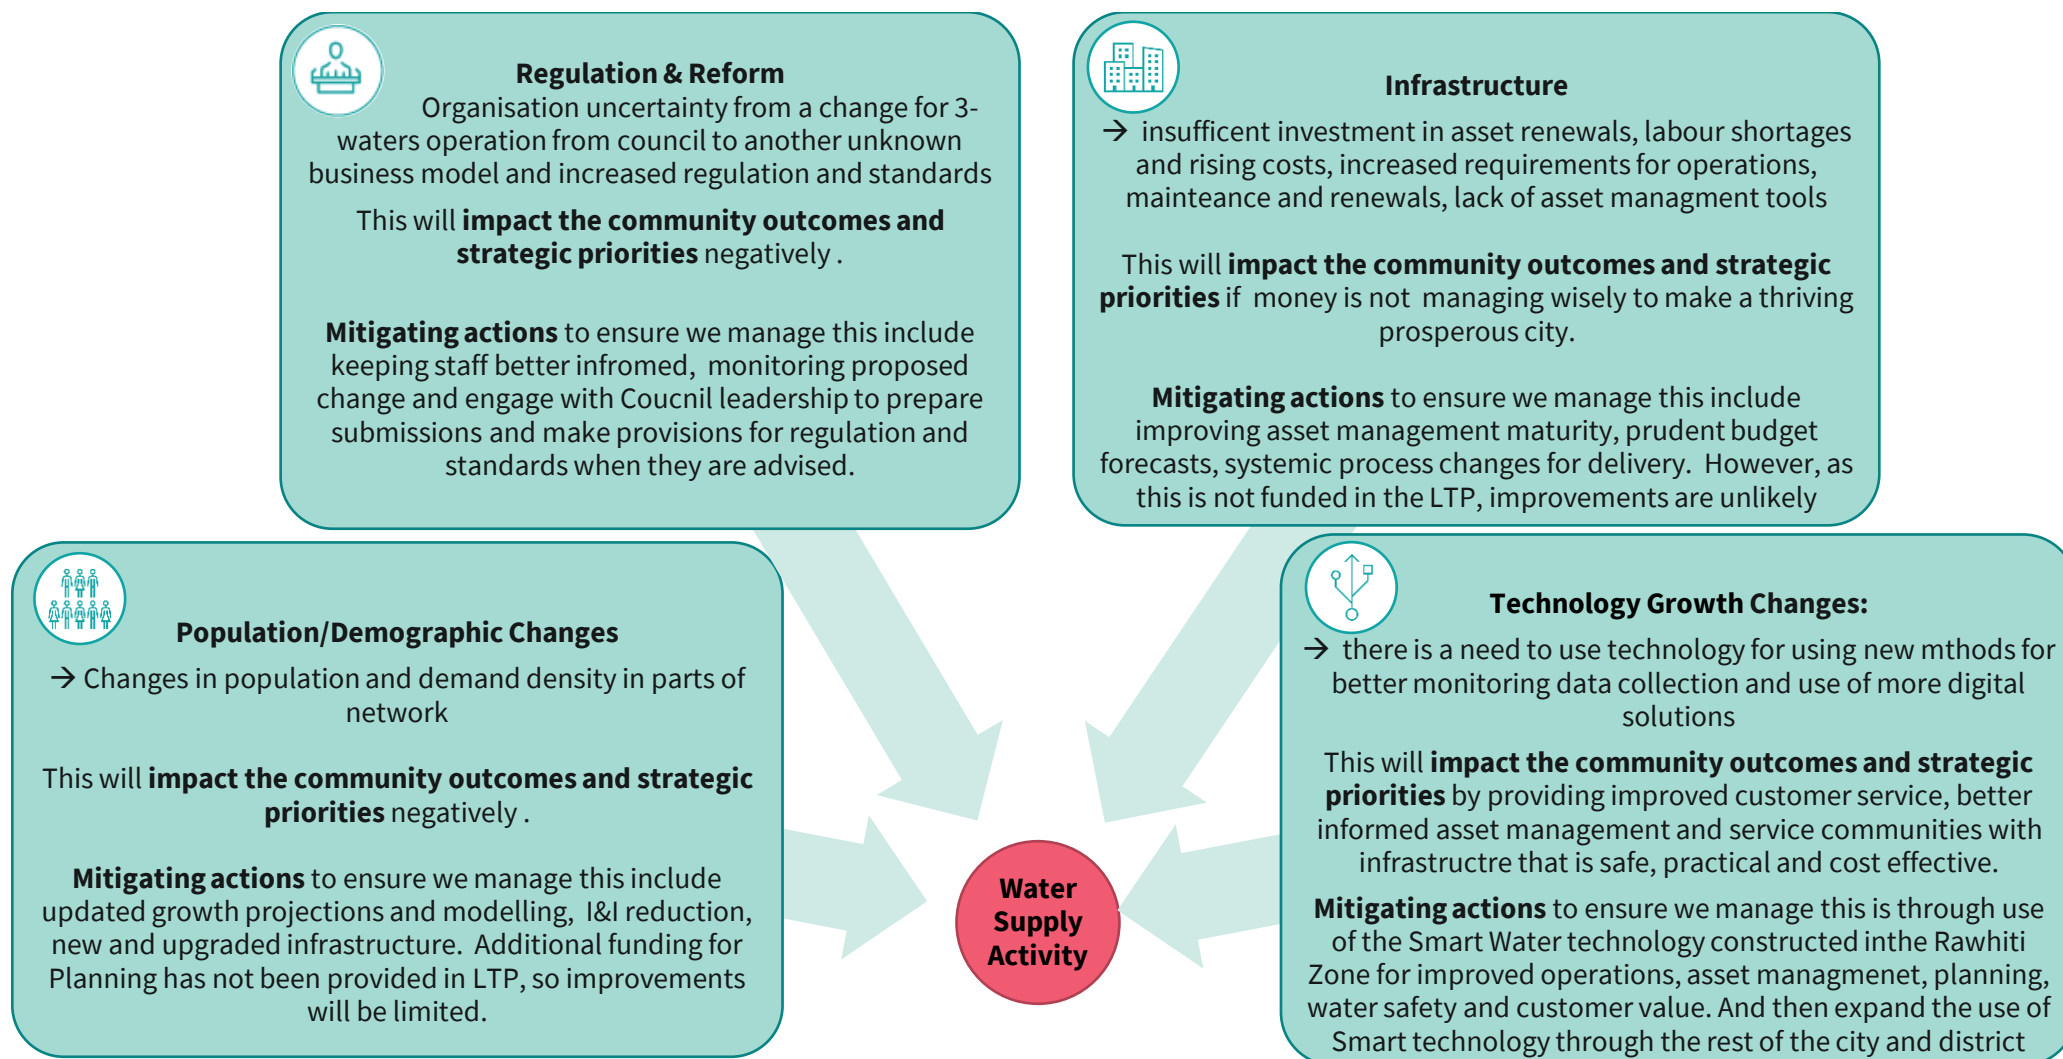 Regulation & Reform
Organisation uncertainty from a change for 3-
waters operation from council to another unknown
business model and increased regulation and standards
This will impact the community outcomes and
strategic priorities negatively .
Mitigating actions to ensure we manage this include
keeping staff better infromed, monitoring proposed
change and engage with Coucnil leadership to prepare
submissions and make provisions for regulation and
standards when they are advised.
Infrastructure
→ insufficent investment in asset renewals, labour shortages
and rising costs, increased requirements for operations,
mainteance and renewals, lack of asset managment tools
This will impact the community outcomes and strategic
priorities if money is not managing wisely to make a thriving
prosperous city.
Mitigating actions to ensure we manage this include
improving asset management maturity, prudent budget
forecasts, systemic process changes for delivery. However, as
this is not funded in the LTP, improvements are unlikely
Population/Demographic Changes
→ Changes in population and demand density in parts of
network
This will impact the community outcomes and strategic
priorities negatively .
Mitigating actions to ensure we manage this include
updated growth projections and modelling, I&I reduction,
new and upgraded infrastructure. Additional funding for
Planning has not been provided in LTP, so improvements
will be limited.
Technology Growth Changes:
→ there is a need to use technology for using new mthods for
better monitoring data collection and use of more digital
solutions
This will impact the community outcomes and strategic
priorities by providing improved customer service, better
informed asset management and service communities with
infrastructre that is safe, practical and cost effective.
Mitigating actions to ensure we manage this is through use
of the Smart Water technology constructed inthe Rawhiti
Zone for improved operations, asset managmenet, planning,
water safety and customer value. And then expand the use of
Smart technology through the rest of the city and district
Water
Supply
Activity